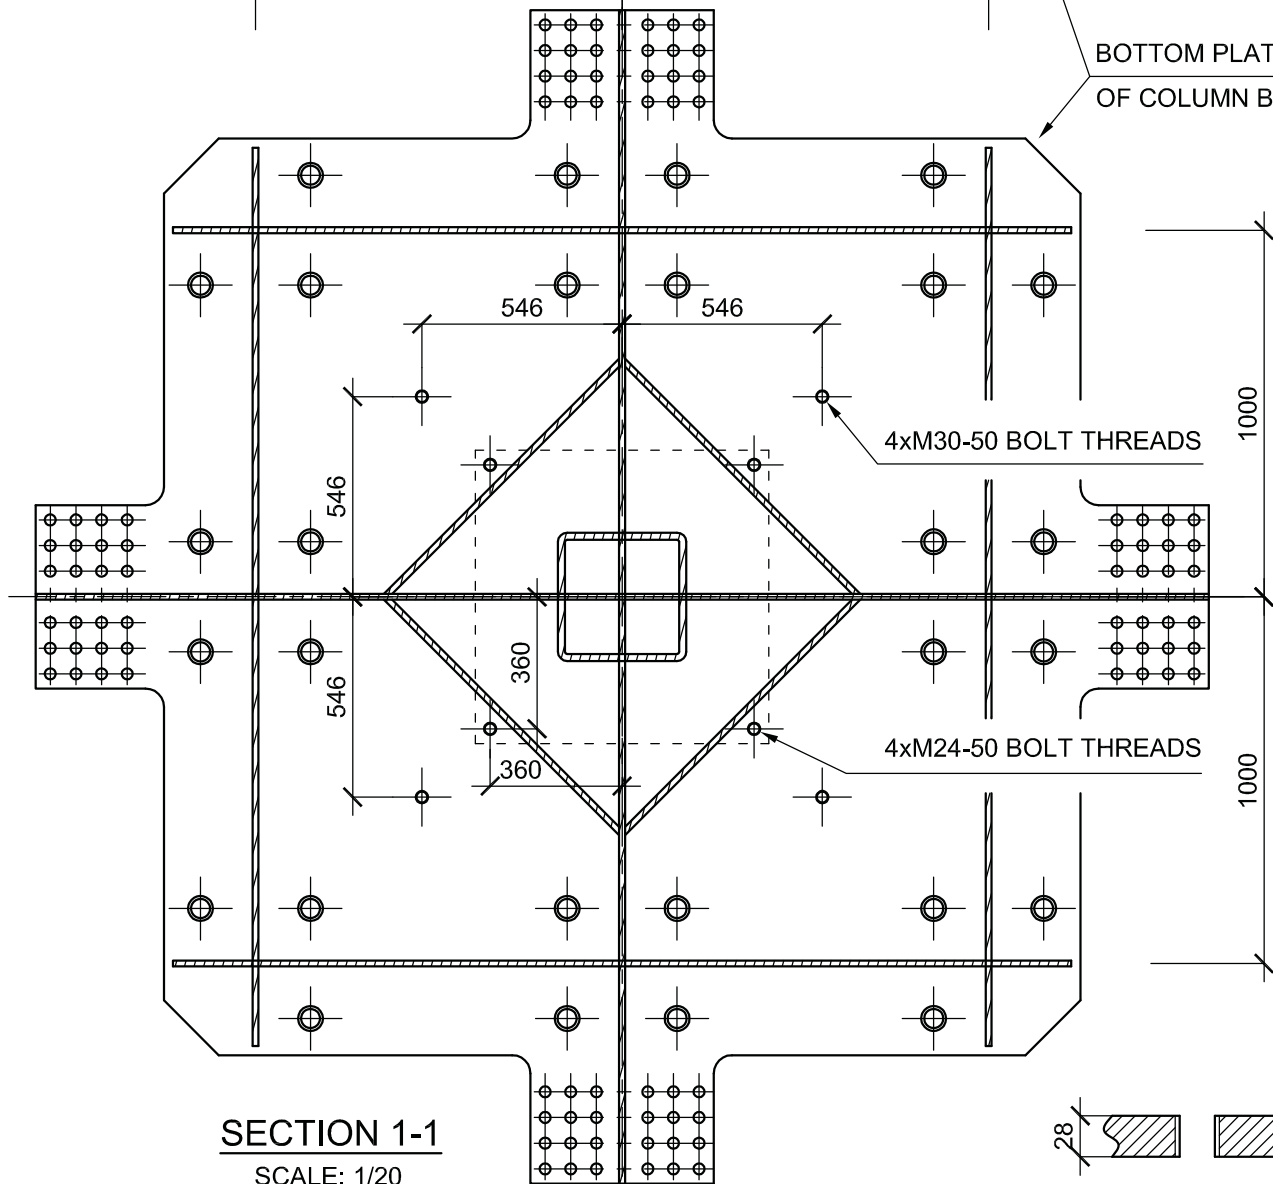 BOTTOM PLAT
OF COLUMN B
546
546
1000
4xM30-50 BOLT THREADS
546
360
546
4xM24-50 BOLT THREADS
360
1000
SECTION 1-1
SCALE: 1/20
28